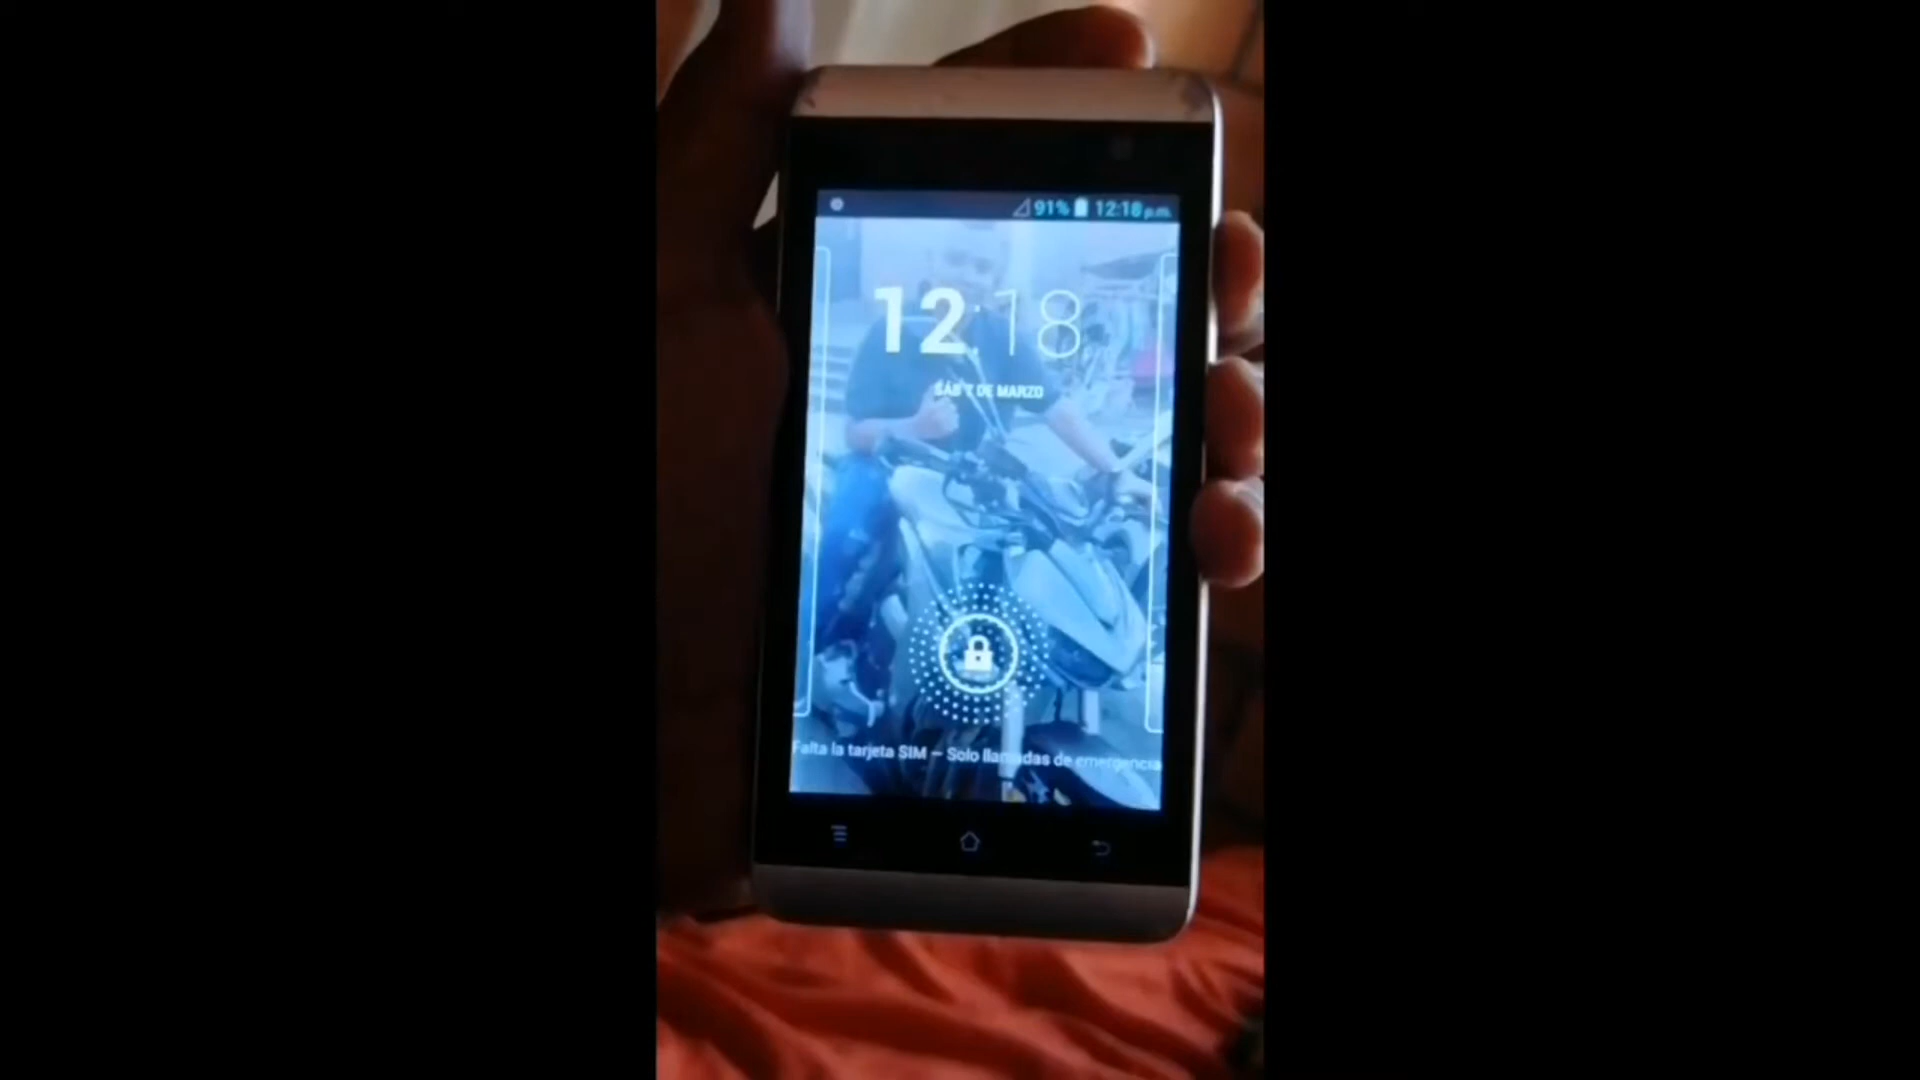 91% 12:18 p.m.
12:18
SÁB 7 DE MARZO
Falta la tarjeta SIM — Solo llamadas de emergencia